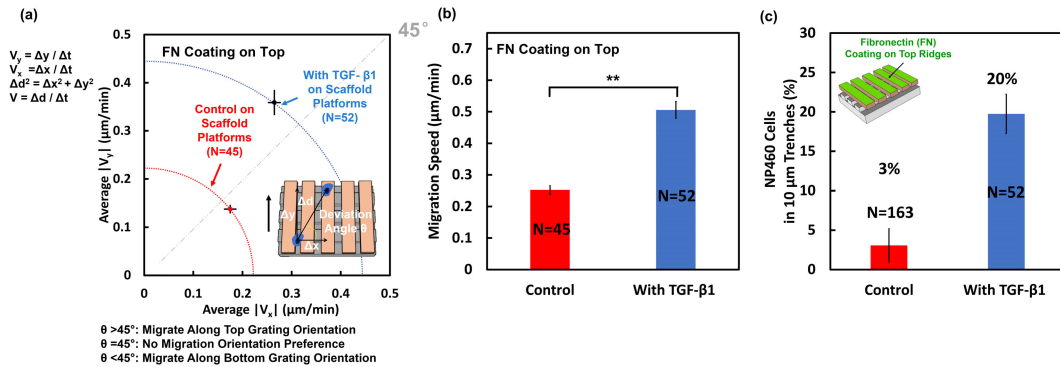 (a)
V_y = Δy / Δt
V_x =Δx / Δt
Δd² = Δx² + Δy²
V = Δd / Δt
FN Coating on Top
45°
With TGF- β1
on Scaffold
Platforms
(N=52)
Control on
Scaffold
Platforms
(N=45)
Δd
Δy
Deviation
Angle θ
Δx
Average |V_y| (μm/min)
0.5
0.4
0.3
0.2
0.1
0
0
0.1
0.2
0.3
0.4
0.5
Average |V_x| (μm/min)
θ >45°: Migrate Along Top Grating Orientation
θ =45°: No Migration Orientation Preference
θ <45°: Migrate Along Bottom Grating Orientation
(b)
FN Coating on Top
**
Migration Speed (μm/min)
0.7
0.6
0.5
0.4
0.3
0.2
0.1
0
N=45
N=52
Control
With TGF-β1
(c)
Fibronectin (FN)
Coating on Top Ridges
NP460 Cells
in 10 μm Trenches (%)
30
25
20
15
10
5
0
3%
N=163
20%
N=52
Control
With TGF-β1